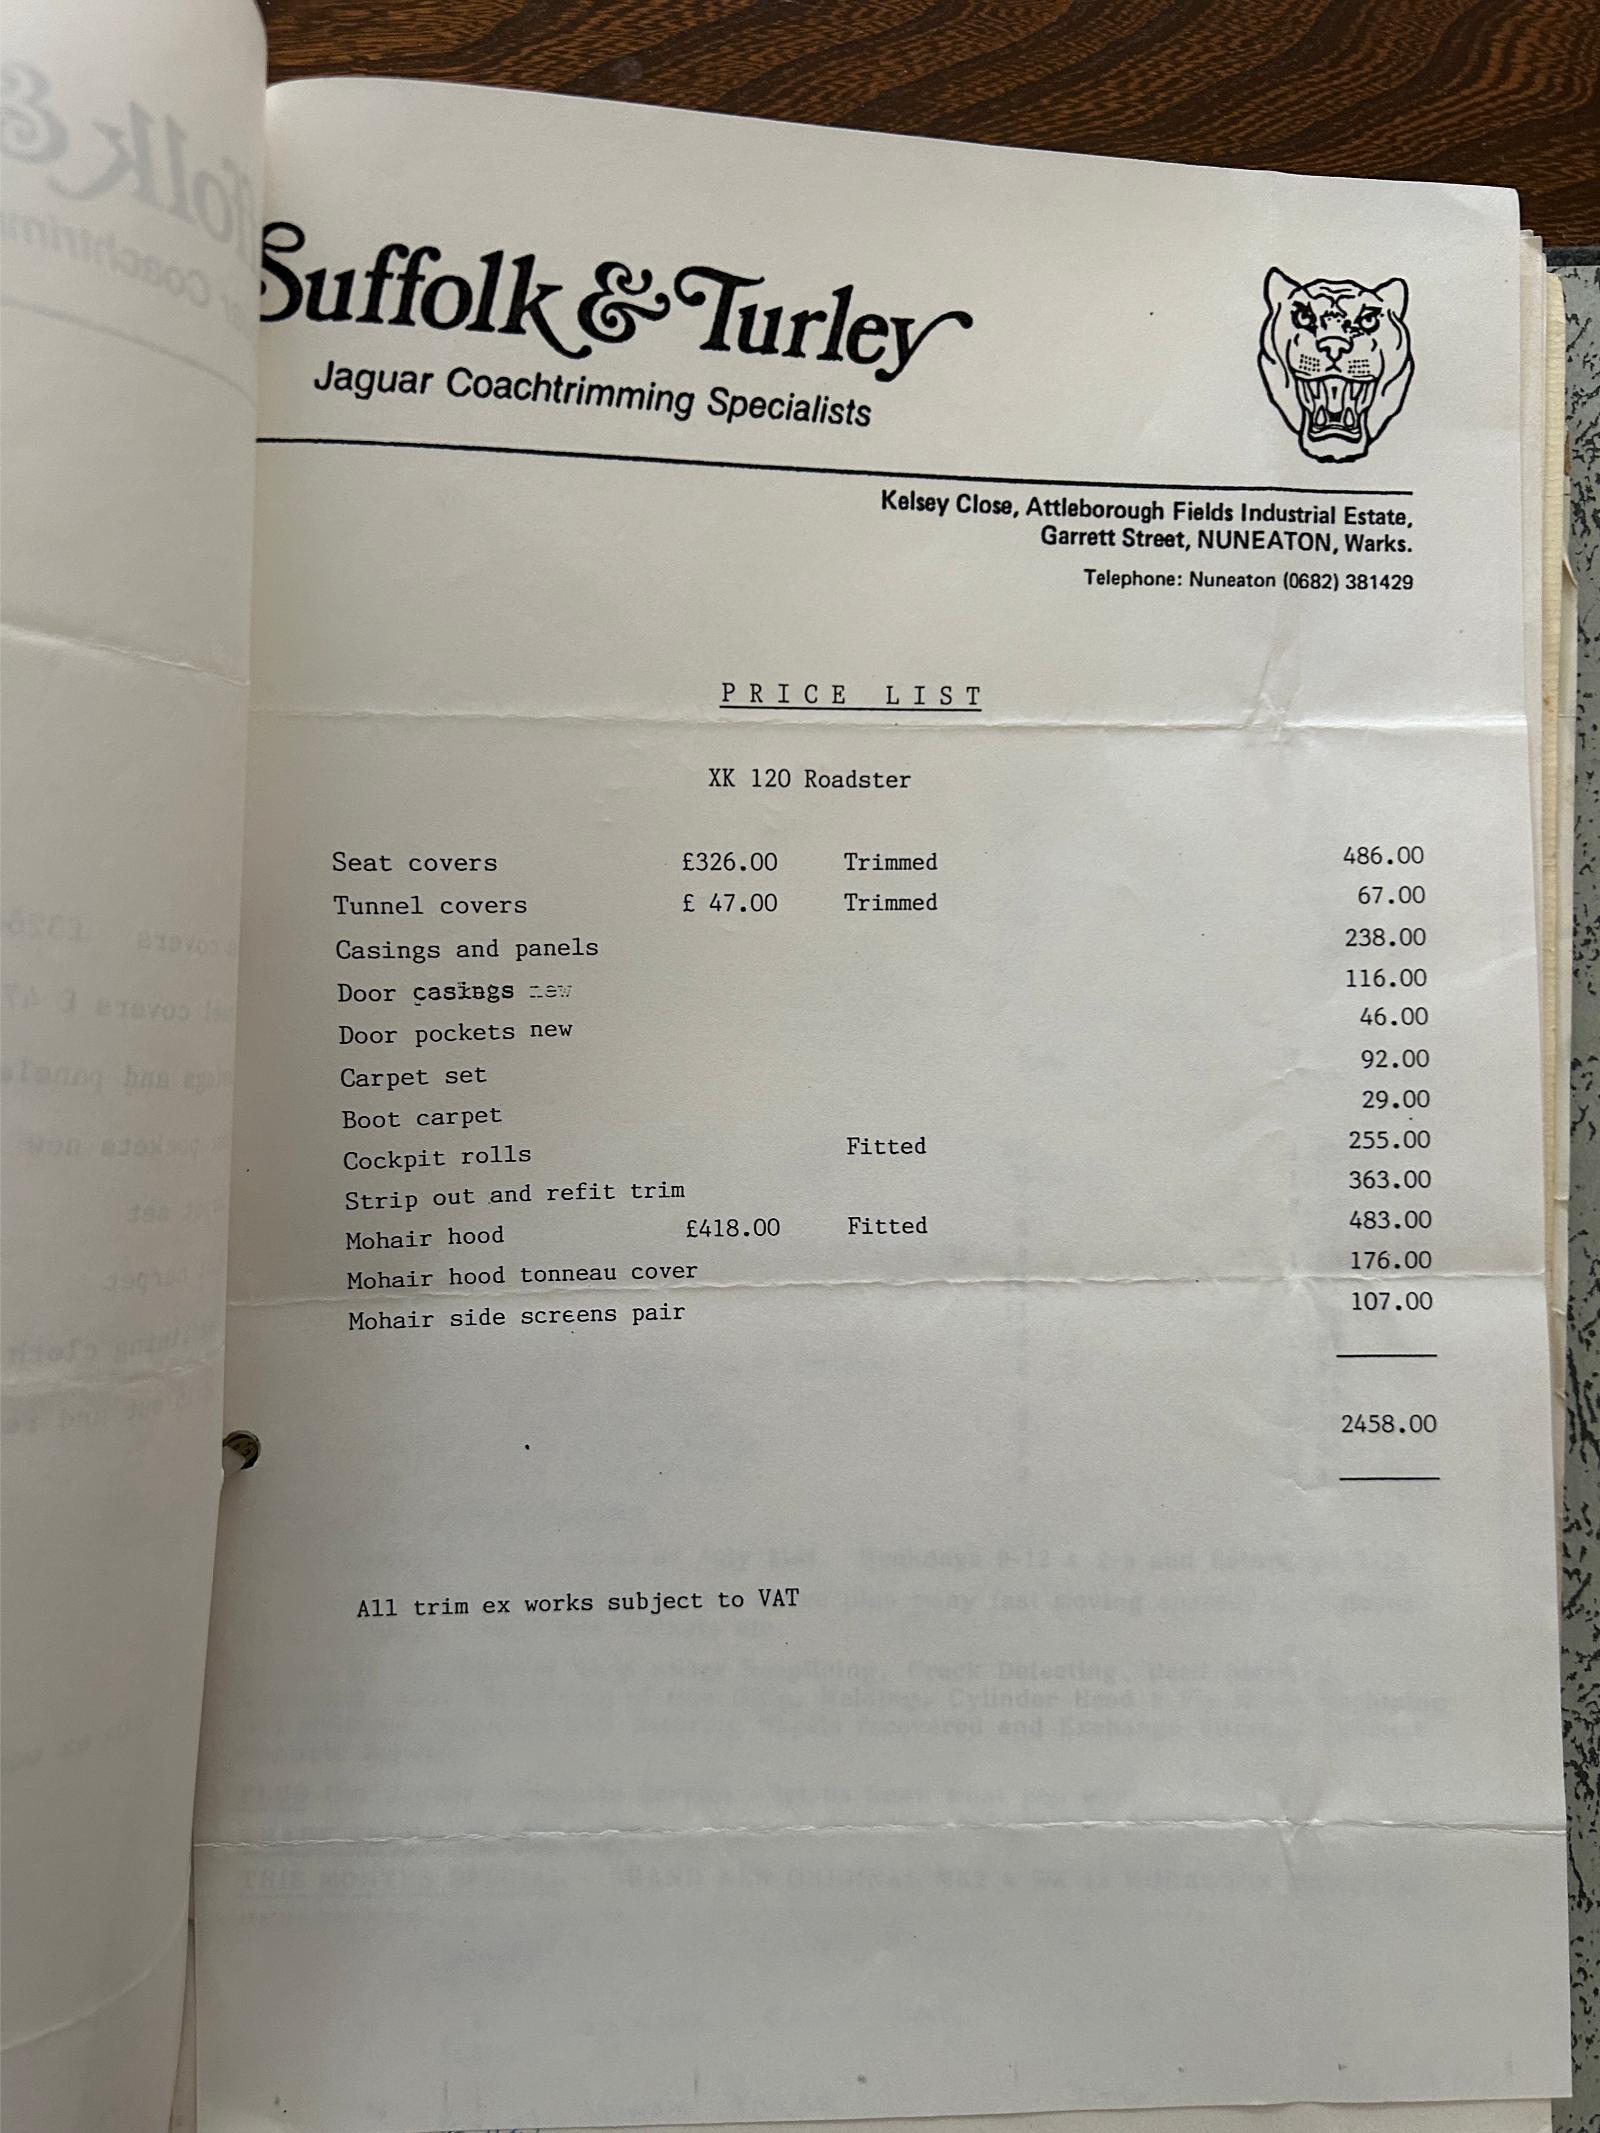 Suffolk & Turley
Jaguar Coachtrimming Specialists
Kelsey Close, Attleborough Fields Industrial Estate,
Garrett Street, NUNEATON, Warks.
Telephone: Nuneaton (0682) 381429
PRICE LIST
XK 120 Roadster
Seat covers £326.00 Trimmed 486.00
Tunnel covers £ 47.00 Trimmed 67.00
Casings and panels 238.00
Door casings new 116.00
Door pockets new 46.00
Carpet set 92.00
Boot carpet 29.00
Cockpit rolls Fitted 255.00
Strip out and refit trim 363.00
Mohair hood £418.00 Fitted 483.00
Mohair hood tonneau cover 176.00
Mohair side screens pair 107.00
2458.00
All trim ex works subject to VAT